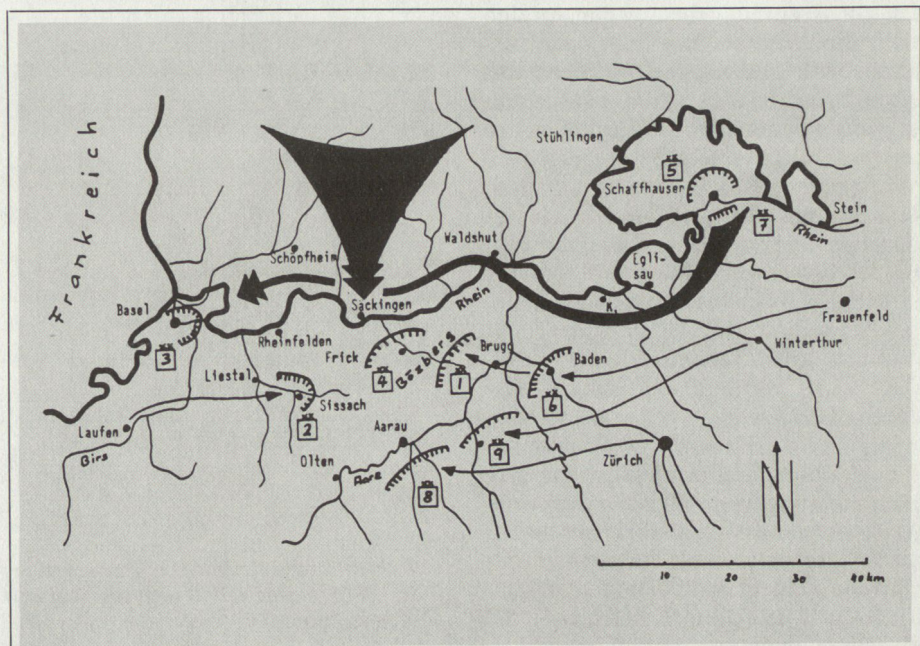 Frankreich
Stühlingen
5
Schaffhauser
Stein
7
Rhein
Waldshut
Schöpfheim
Egli-
sau
Basel
Säckingen
Rhein
K.
Frauenfeld
3
Rheinfelden
Winterthur
Frick
Bözberg
Brugg
Baden
4
1
6
Liestal
Sissach
2
Laufen
Aarau
9
Zürich
Birs
Olten
Aare
8
N
10 20 30 40 km